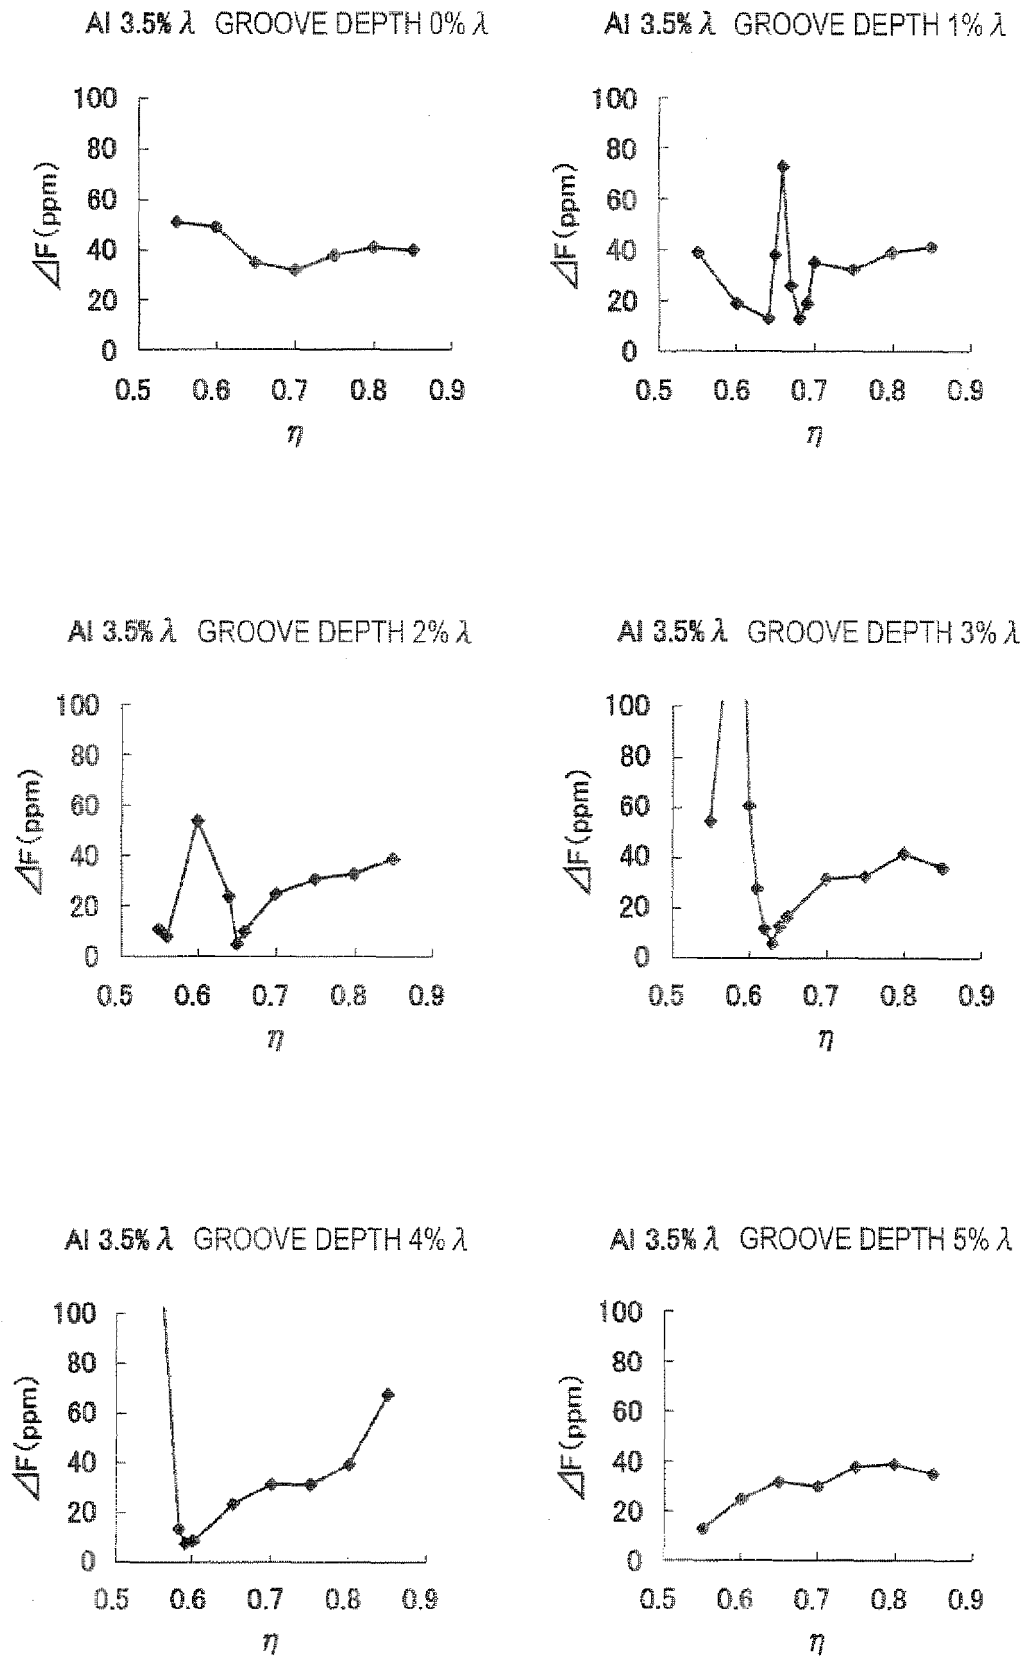 Al 3.5% λ GROOVE DEPTH 0% λ
100
80
60
40
20
0
ΔF(ppm)
0.5 0.6 0.7 0.8 0.9
η
Al 3.5% λ GROOVE DEPTH 1% λ
100
80
60
40
20
0
ΔF(ppm)
0.5 0.6 0.7 0.8 0.9
η
Al 3.5% λ GROOVE DEPTH 2% λ
100
80
60
40
20
0
ΔF(ppm)
0.5 0.6 0.7 0.8 0.9
η
Al 3.5% λ GROOVE DEPTH 3% λ
100
80
60
40
20
0
ΔF(ppm)
0.5 0.6 0.7 0.8 0.9
η
Al 3.5% λ GROOVE DEPTH 4% λ
100
80
60
40
20
0
ΔF(ppm)
0.5 0.6 0.7 0.8 0.9
η
Al 3.5% λ GROOVE DEPTH 5% λ
100
80
60
40
20
0
ΔF(ppm)
0.5 0.6 0.7 0.8 0.9
η